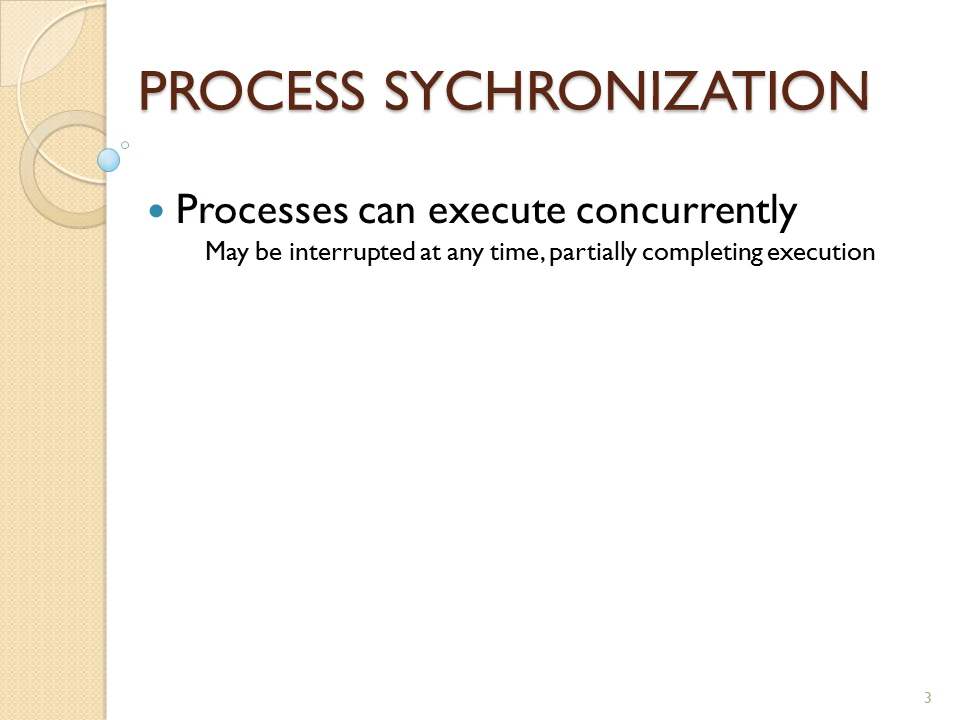 PROCESS SYCHRONIZATION
Processes can execute concurrently
May be interrupted at any time, partially completing execution
3